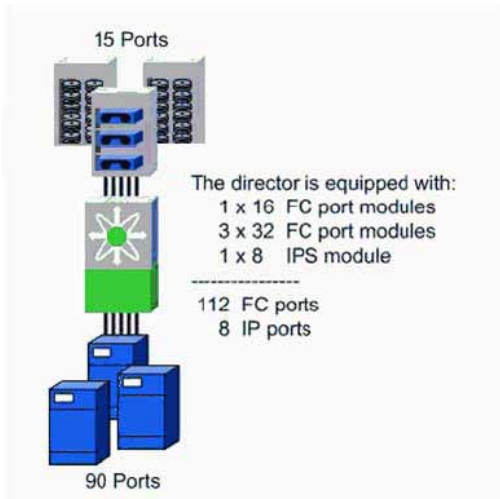 15 Ports
The director is equipped with:
1 x 16 FC port modules
3 x 32 FC port modules
1 x 8 IPS module
---------------
112 FC ports
8 IP ports
90 Ports